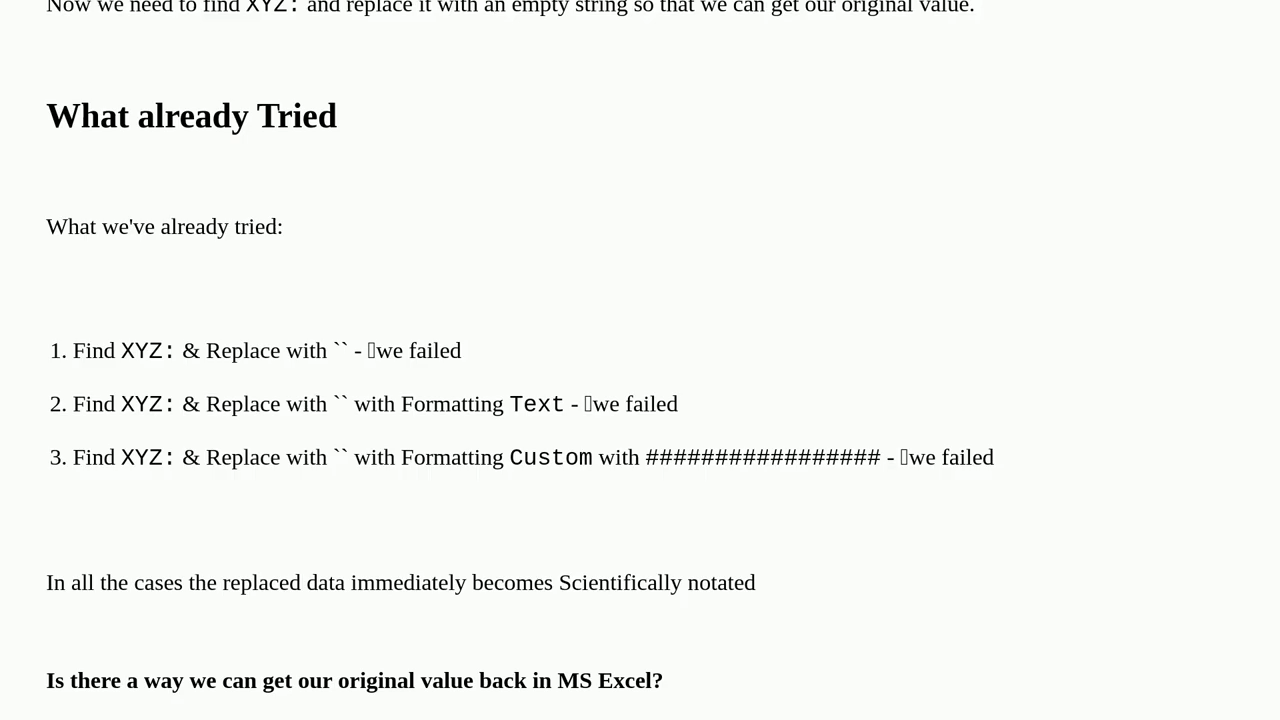 Now we need to find XYZ: and replace it with an empty string so that we can get our original value.
What already Tried
What we've already tried:
1. Find XYZ: & Replace with `` - we failed
2. Find XYZ: & Replace with `` with Formatting Text - we failed
3. Find XYZ: & Replace with `` with Formatting Custom with ################# - we failed
In all the cases the replaced data immediately becomes Scientifically notated
Is there a way we can get our original value back in MS Excel?